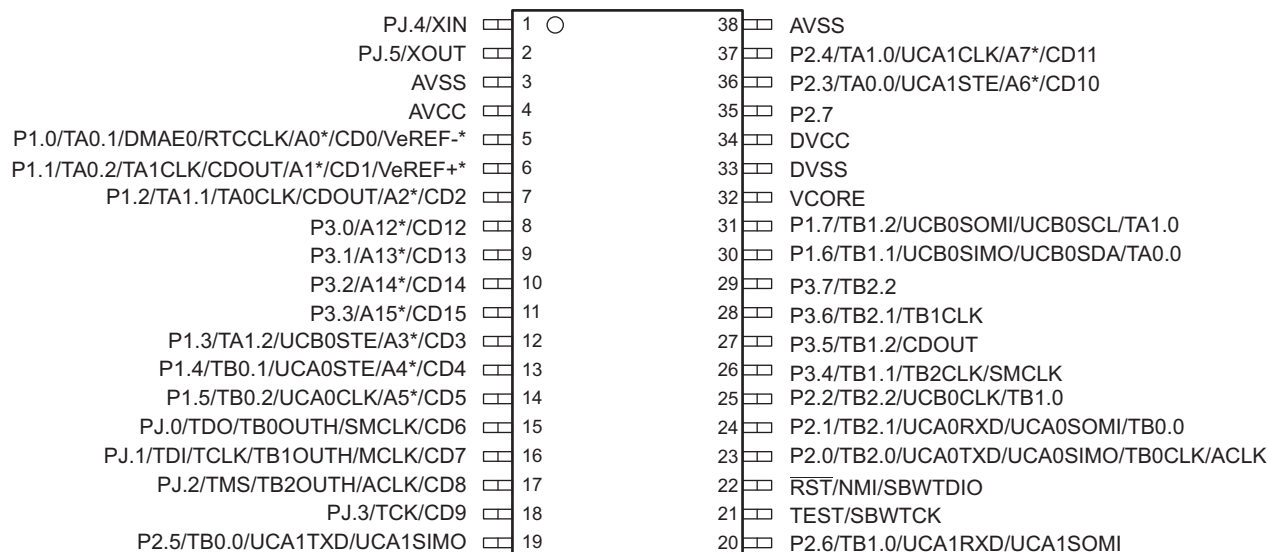 PJ.4/XIN 1 38 AVSS
PJ.5/XOUT 2 37 P2.4/TA1.0/UCA1CLK/A7*/CD11
AVSS 3 36 P2.3/TA0.0/UCA1STE/A6*/CD10
AVCC 4 35 P2.7
P1.0/TA0.1/DMAE0/RTCCLK/A0*/CD0/VeREF-* 5 34 DVCC
P1.1/TA0.2/TA1CLK/CDOUT/A1*/CD1/VeREF+* 6 33 DVSS
P1.2/TA1.1/TA0CLK/CDOUT/A2*/CD2 7 32 VCORE
P3.0/A12*/CD12 8 31 P1.7/TB1.2/UCB0SOMI/UCB0SCL/TA1.0
P3.1/A13*/CD13 9 30 P1.6/TB1.1/UCB0SIMO/UCB0SDA/TA0.0
P3.2/A14*/CD14 10 29 P3.7/TB2.2
P3.3/A15*/CD15 11 28 P3.6/TB2.1/TB1CLK
P1.3/TA1.2/UCB0STE/A3*/CD3 12 27 P3.5/TB1.2/CDOUT
P1.4/TB0.1/UCA0STE/A4*/CD4 13 26 P3.4/TB1.1/TB2CLK/SMCLK
P1.5/TB0.2/UCA0CLK/A5*/CD5 14 25 P2.2/TB2.2/UCB0CLK/TB1.0
PJ.0/TDO/TB0OUTH/SMCLK/CD6 15 24 P2.1/TB2.1/UCA0RXD/UCA0SOMI/TB0.0
PJ.1/TDI/TCLK/TB1OUTH/MCLK/CD7 16 23 P2.0/TB2.0/UCA0TXD/UCA0SIMO/TB0CLK/ACLK
PJ.2/TMS/TB2OUTH/ACLK/CD8 17 22 RST/NMI/SBWTDIO
PJ.3/TCK/CD9 18 21 TEST/SBWTCK
P2.5/TB0.0/UCA1TXD/UCA1SIMO 19 20 P2.6/TB1.0/UCA1RXD/UCA1SOMI